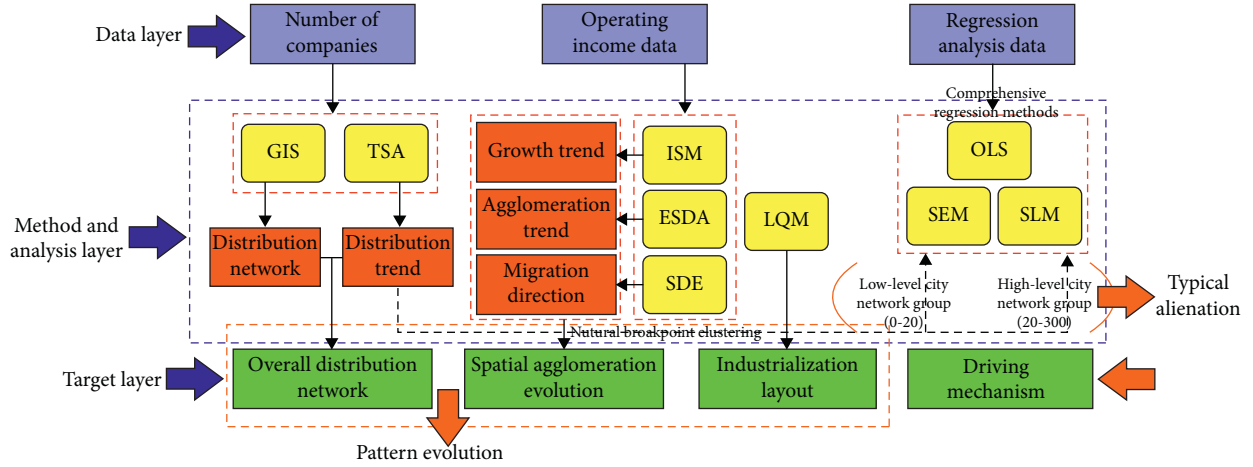 Data layer
Number of
companies
Operating
income data
Regression
analysis data
Comprehensive
regression methods
GIS
TSA
Growth trend
ISM
OLS
Method and
analysis layer
Agglomeration
trend
ESDA
LQM
SEM
SLM
Distribution
network
Distribution
trend
Migration
direction
SDE
Low-level city
network group
(0-20)
High-level city
network group
(20-300)
Typical
alienation
Nutural breakpoint clustering
Target layer
Overall distribution
network
Spatial agglomeration
evolution
Industrialization
layout
Driving
mechanism
Pattern evolution